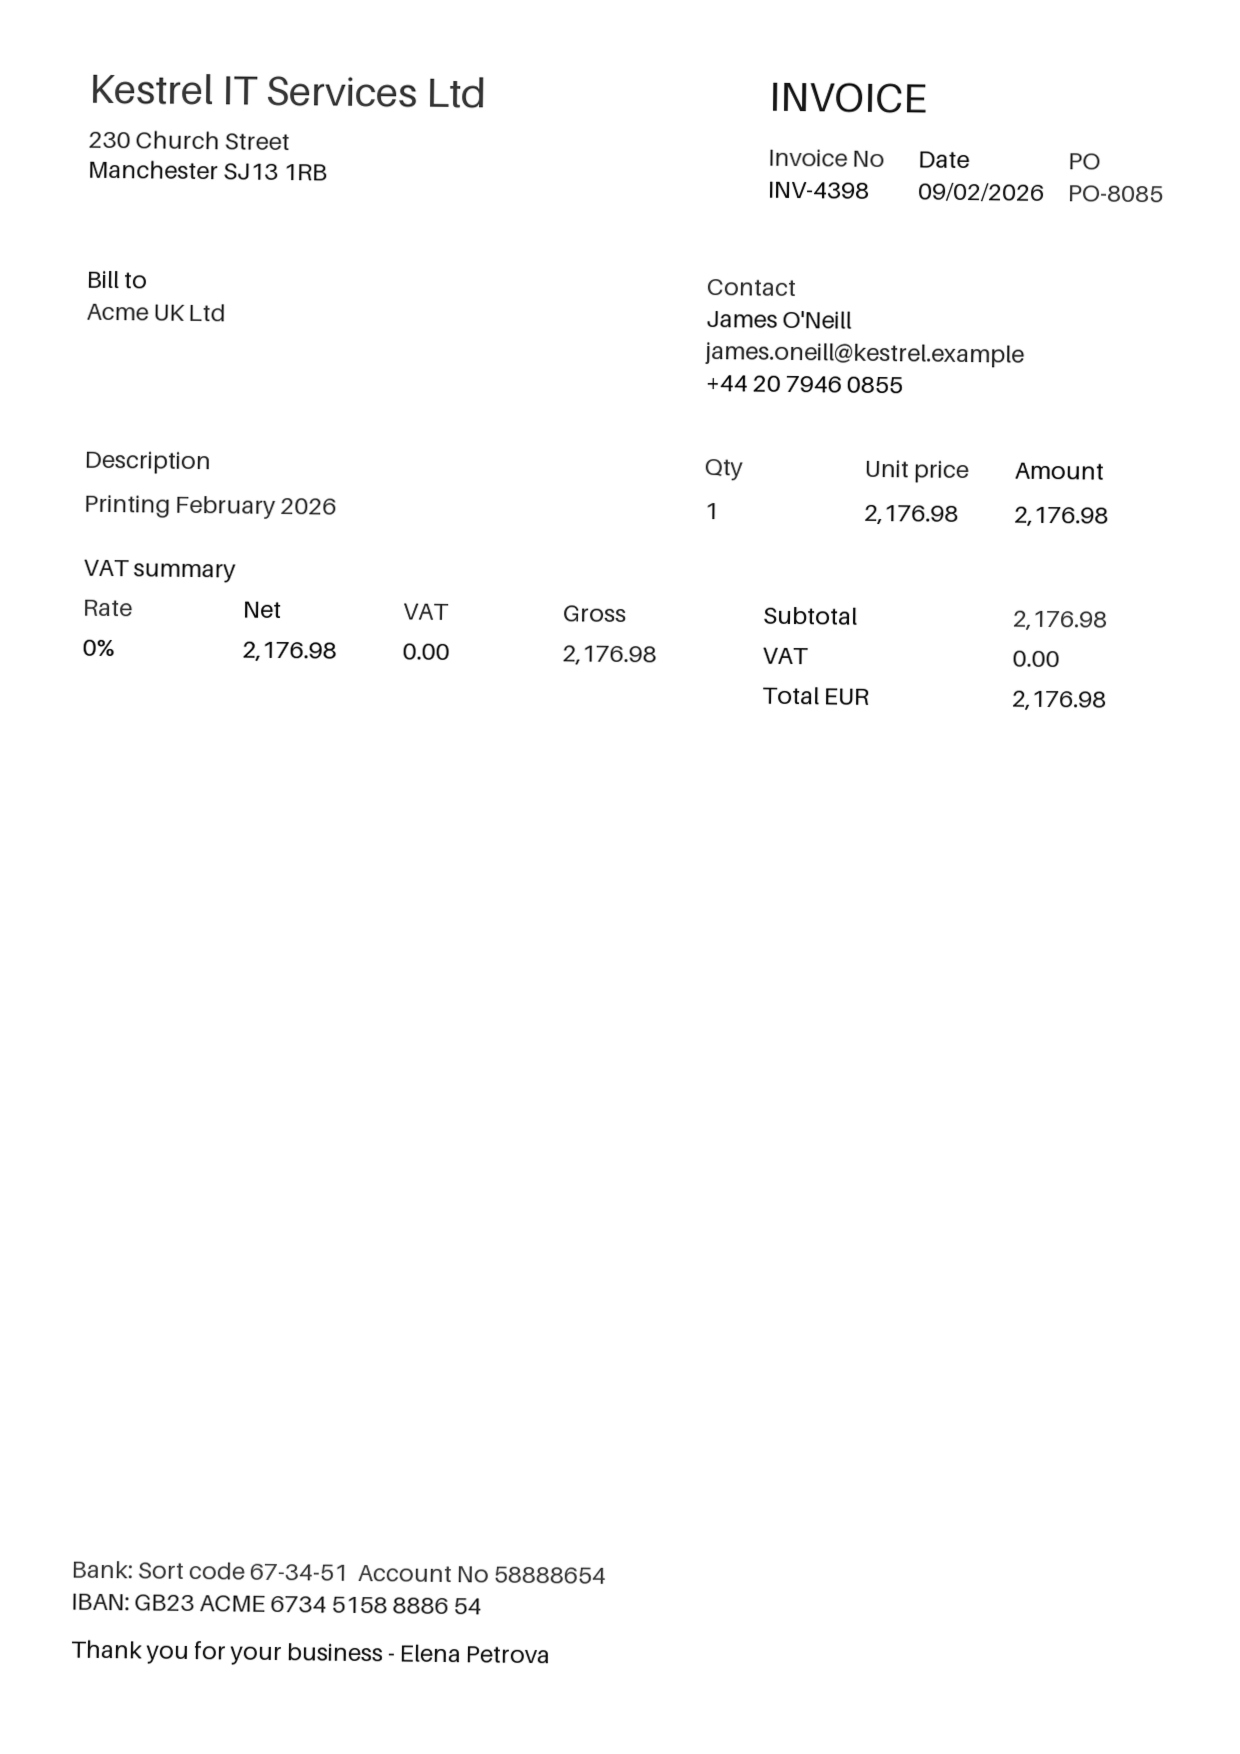 Kestrel IT Services Ltd
230 Church Street
Manchester SJ13 1RB
INVOICE
Invoice No Date PO
INV-4398 09/02/2026 PO-8085
Bill to
Acme UK Ltd
Contact
James O'Neill
james.oneill@kestrel.example
+44 20 7946 0855
Description Qty Unit price Amount
Printing February 2026 1 2,176.98 2,176.98
VAT summary
Rate Net VAT Gross
0% 2,176.98 0.00 2,176.98
Subtotal 2,176.98
VAT 0.00
Total EUR 2,176.98
Bank: Sort code 67-34-51 Account No 58888654
IBAN: GB23 ACME 6734 5158 8886 54
Thank you for your business - Elena Petrova